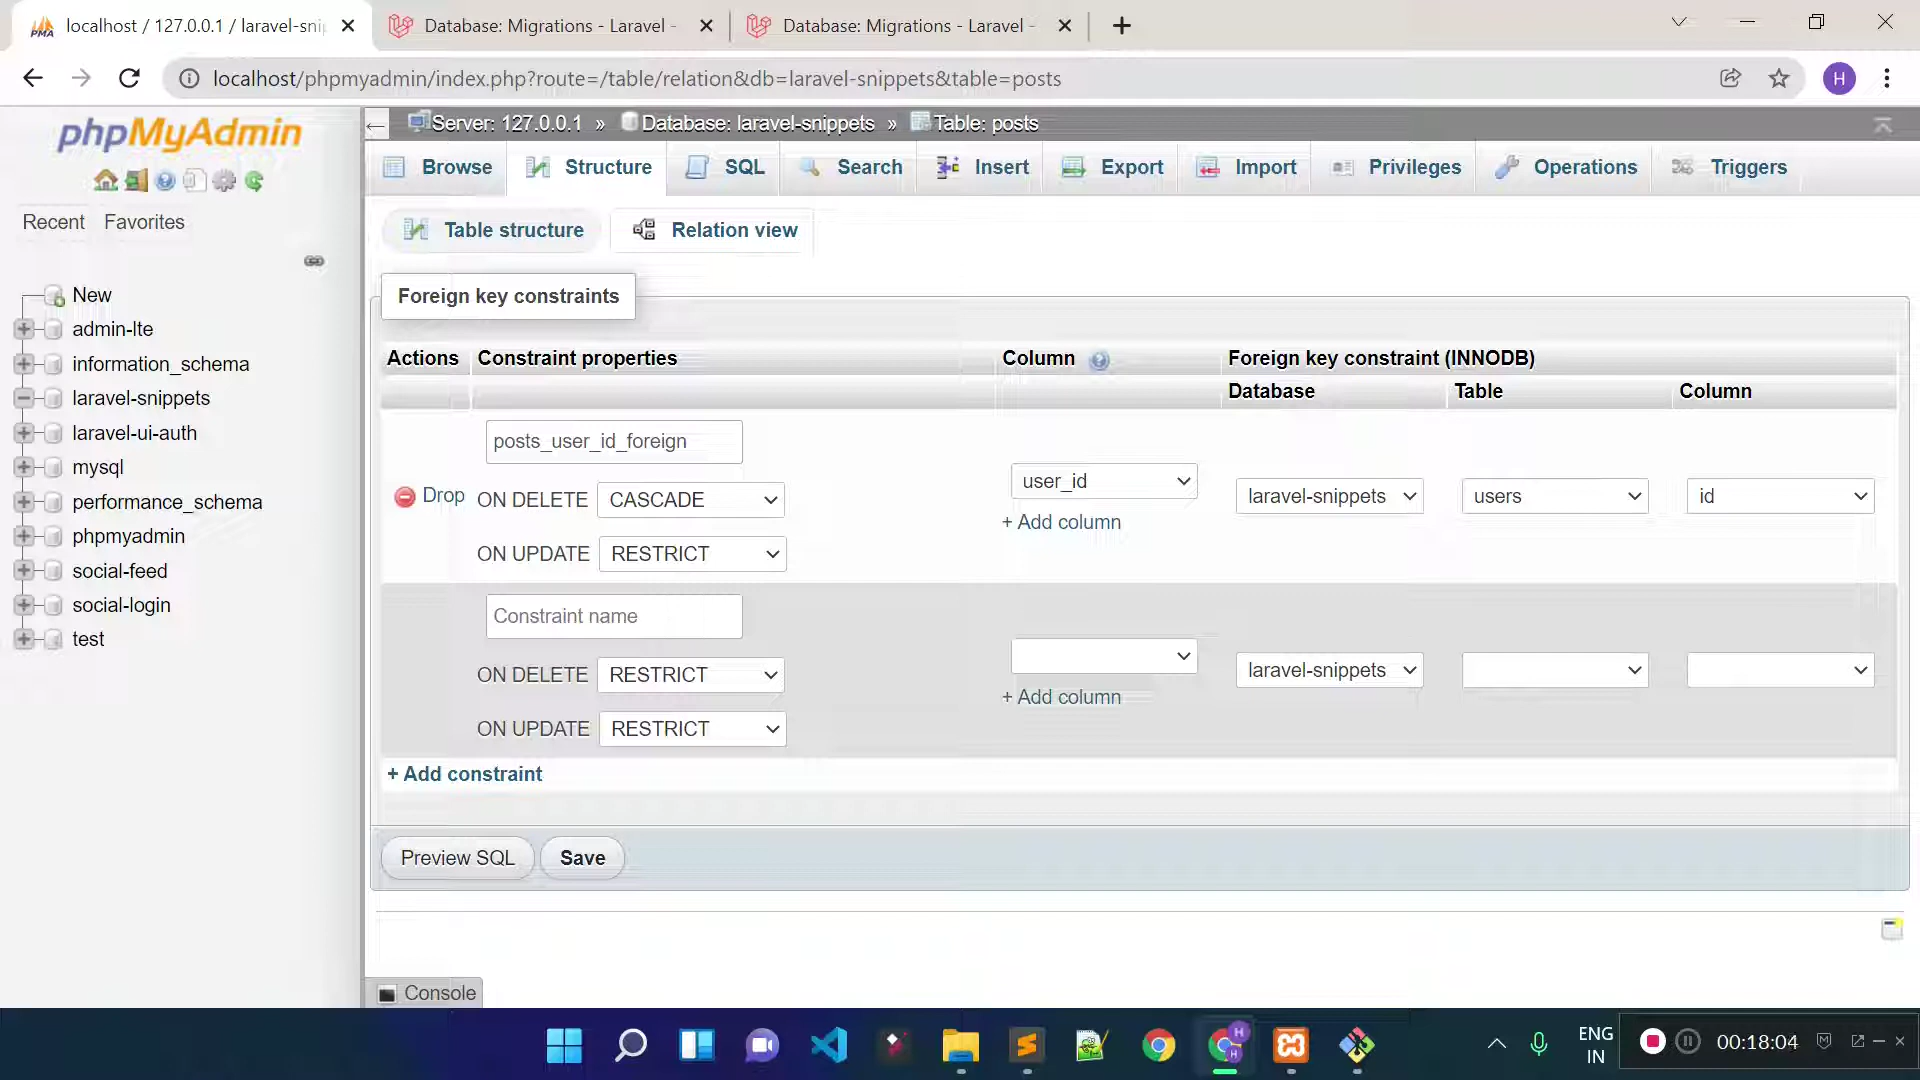 localhost / 127.0.0.1 / laravel-snip
Database: Migrations - Laravel -
Database: Migrations - Laravel -
localhost/phpmyadmin/index.php?route=/table/relation&db=laravel-snippets&table=posts
H
phpMyAdmin
Recent Favorites
New
admin-lte
information_schema
laravel-snippets
laravel-ui-auth
mysql
performance_schema
phpmyadmin
social-feed
social-login
test
Server: 127.0.0.1 » Database: laravel-snippets » Table: posts
Browse Structure SQL Search Insert Export Import Privileges Operations Triggers
Table structure Relation view
Foreign key constraints
Actions Constraint properties Column Foreign key constraint (INNODB)
Database Table Column
posts_user_id_foreign
Drop ON DELETE CASCADE
ON UPDATE RESTRICT
user_id
+ Add column
laravel-snippets users id
Constraint name
ON DELETE RESTRICT
ON UPDATE RESTRICT
+ Add column
laravel-snippets
+ Add constraint
Preview SQL Save
Console
ENG
IN
00:18:04